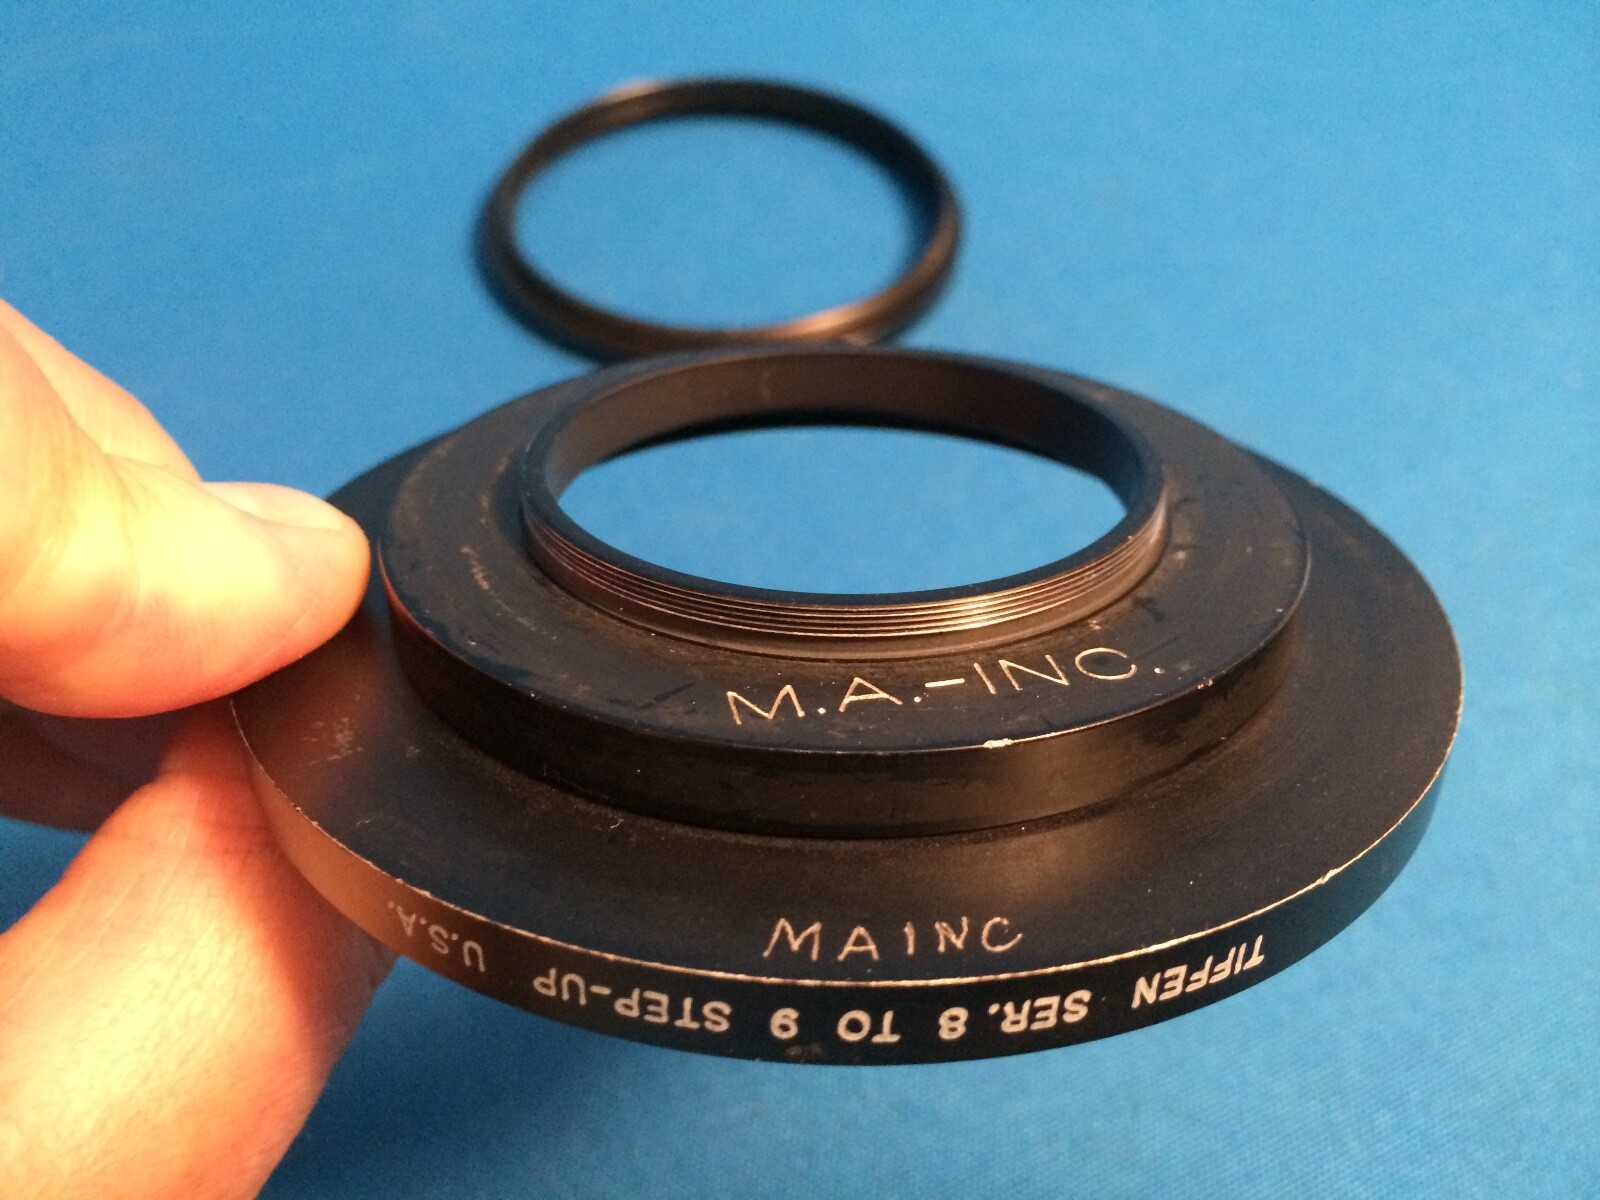 M.A.-INC.
MAINC
TIFFEN SER. 8 TO 9 STEP-UP U.S.A.